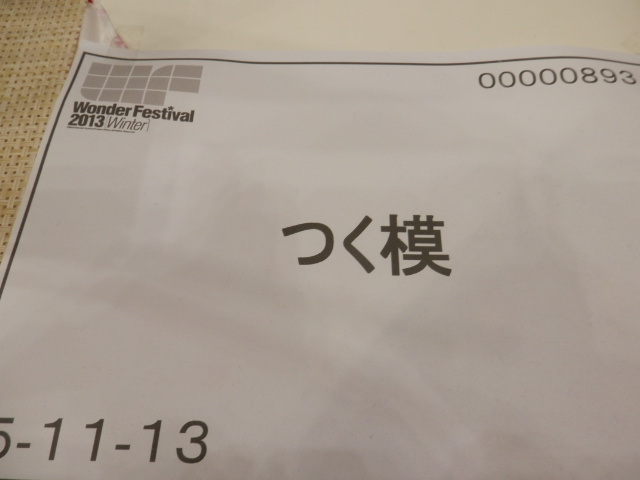 Wonder Festival
2013 Winter
00000893
つく模
5-11-13